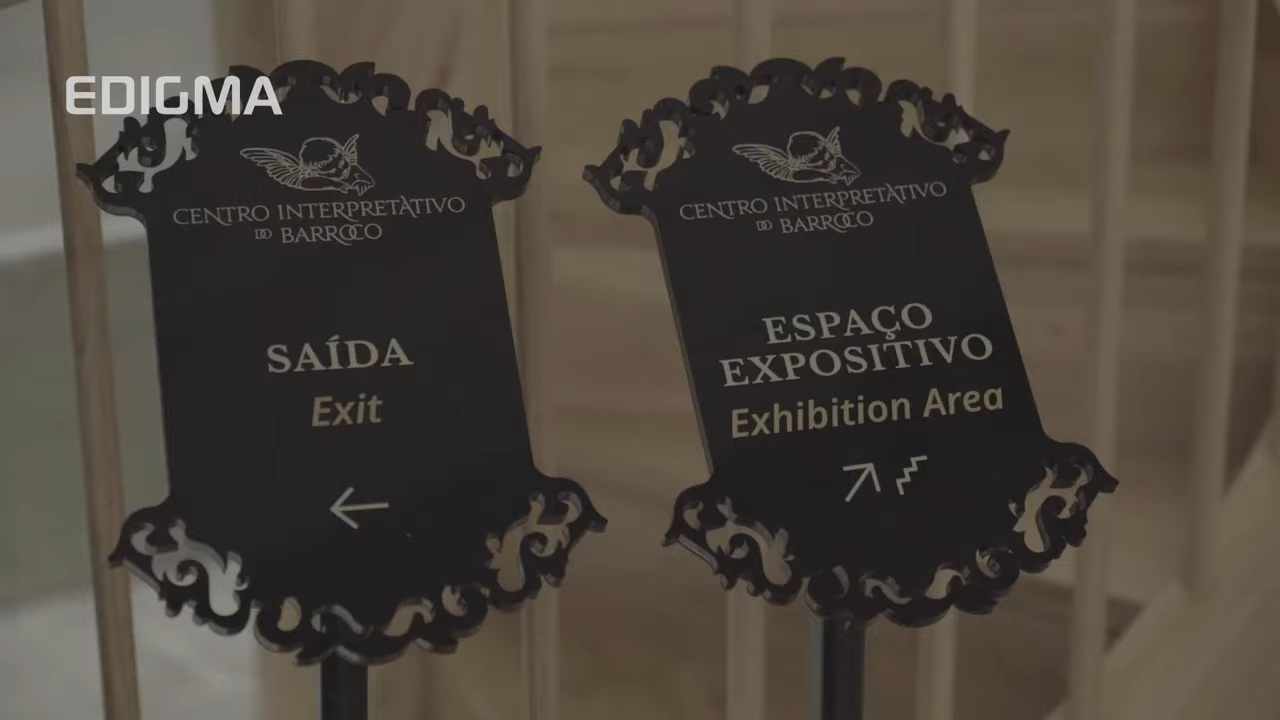 EDIGMA
CENTRO INTERPRETATIVO
DO BARROCO
SAÍDA
Exit
CENTRO INTERPRETATIVO
DO BARROCO
ESPAÇO
EXPOSITIVO
Exhibition Area